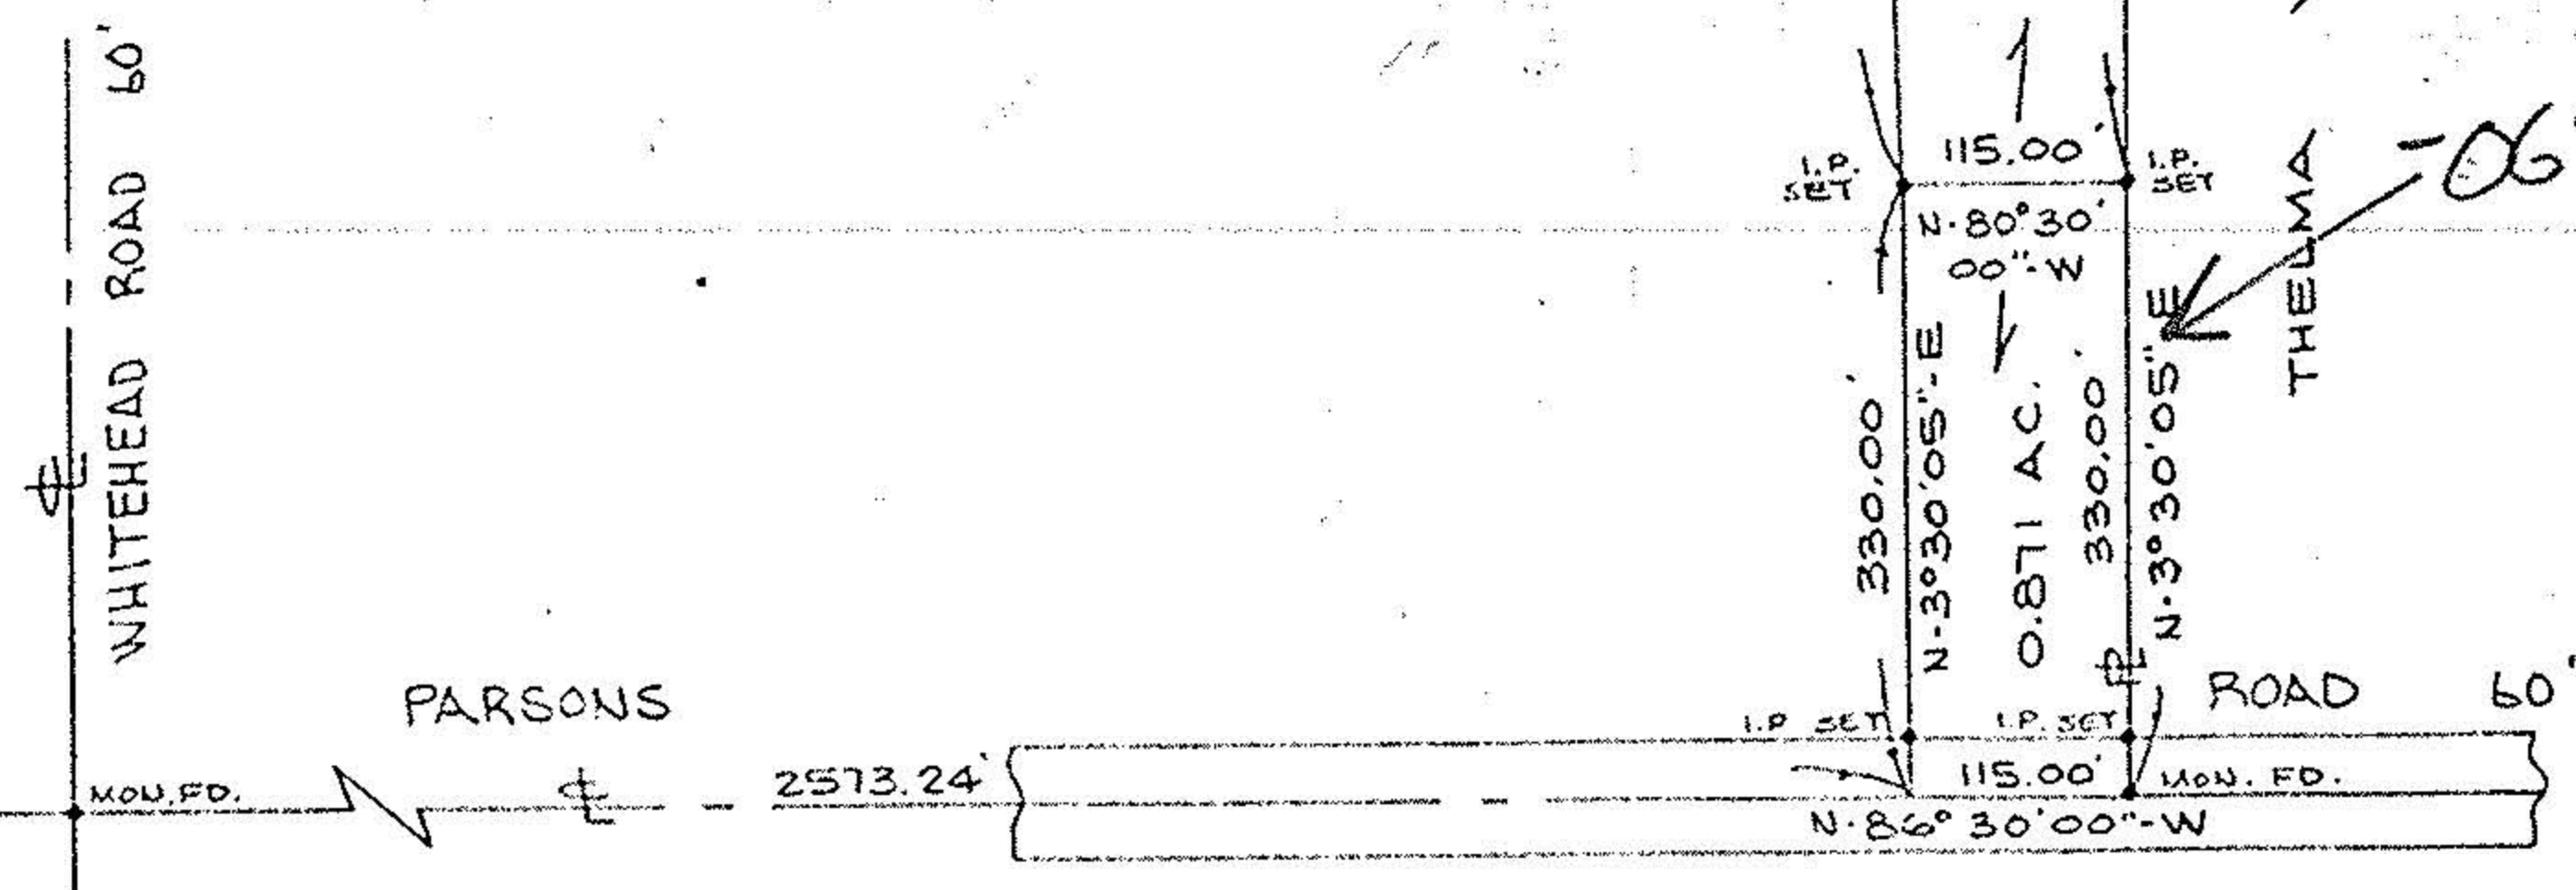 WHITEHEAD ROAD 60'
1
115.00'
I.P.
SET
I.P.
SET
N·80°30'
00"-W
THELMA
-06
330.00'
N-3°30'05"-E
0.871 AC.
330.00'
N·3°30'05" E
PARSONS
ROAD 60'
I.P. SET
I.P. SET
MON. FD.
2573.24'
115.00'
MON. FD.
N·86°30'00"-W